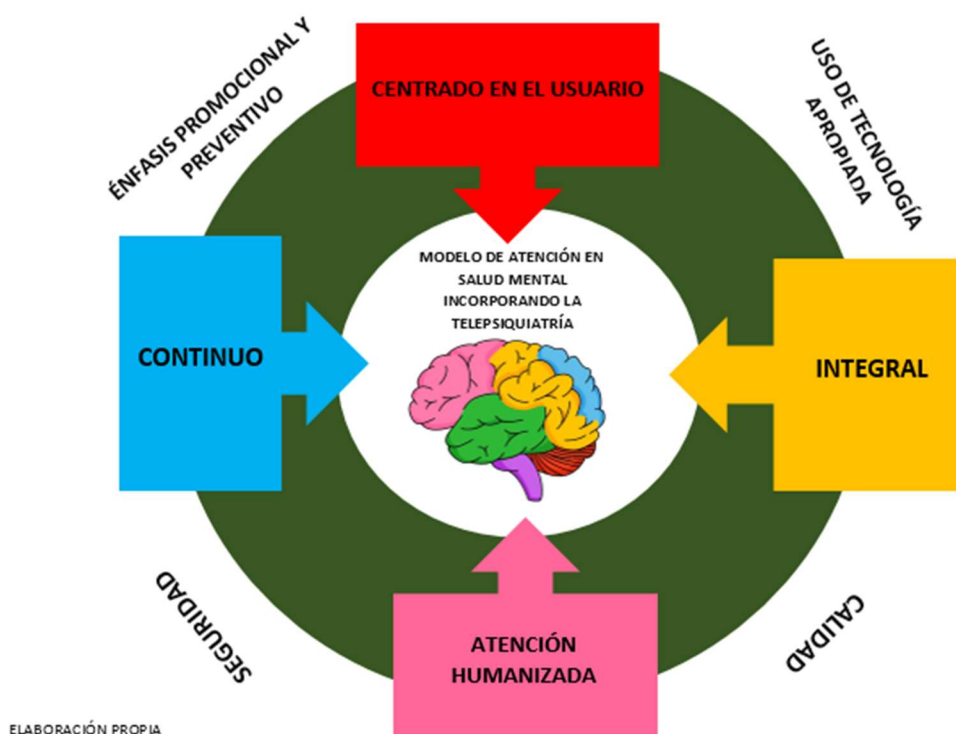 ÉNFASIS PROMOCIONAL Y
PREVENTIVO
CENTRADO EN EL USUARIO
USO DE TECNOLOGÍA
APROPIADA
MODELO DE ATENCIÓN EN
SALUD MENTAL
INCORPORANDO LA
TELEPSIQUIATRÍA
CONTINUO
INTEGRAL
SEGURIDAD
ATENCIÓN
HUMANIZADA
CALIDAD
ELABORACIÓN PROPIA